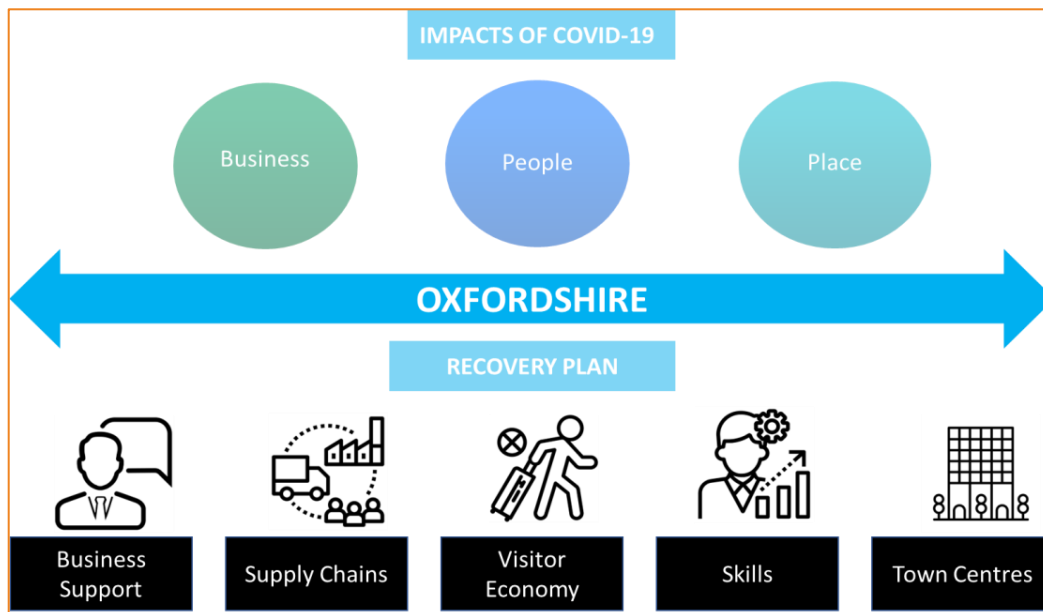 IMPACTS OF COVID-19
Business
People
Place
OXFORDSHIRE
RECOVERY PLAN
Business
Support
Supply Chains
Visitor
Economy
Skills
Town Centres